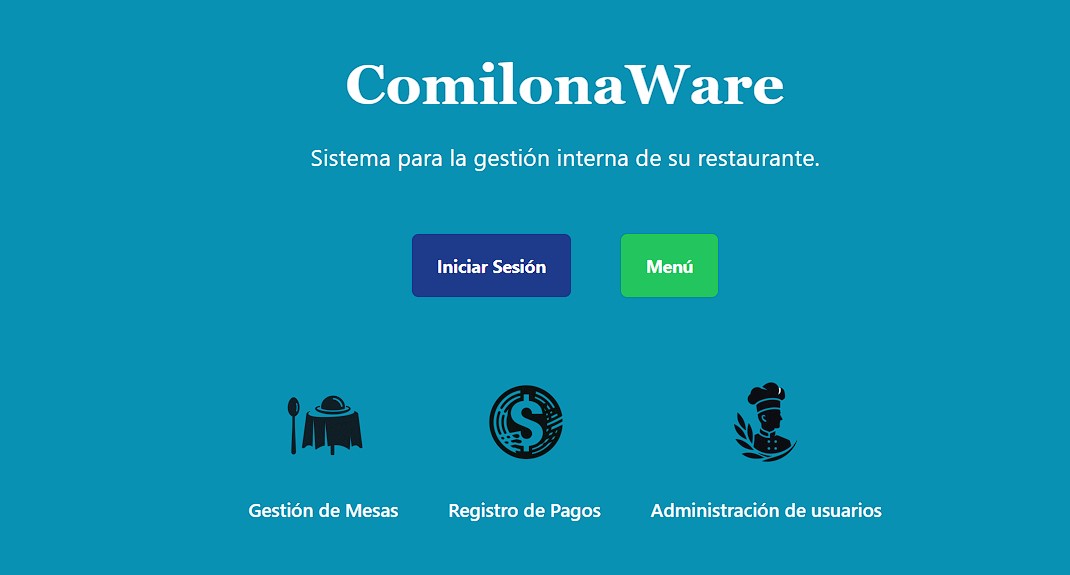 ComilonaWare
Sistema para la gestión interna de su restaurante.
Iniciar Sesión
Menú
$
Gestión de Mesas
Registro de Pagos
Administración de usuarios